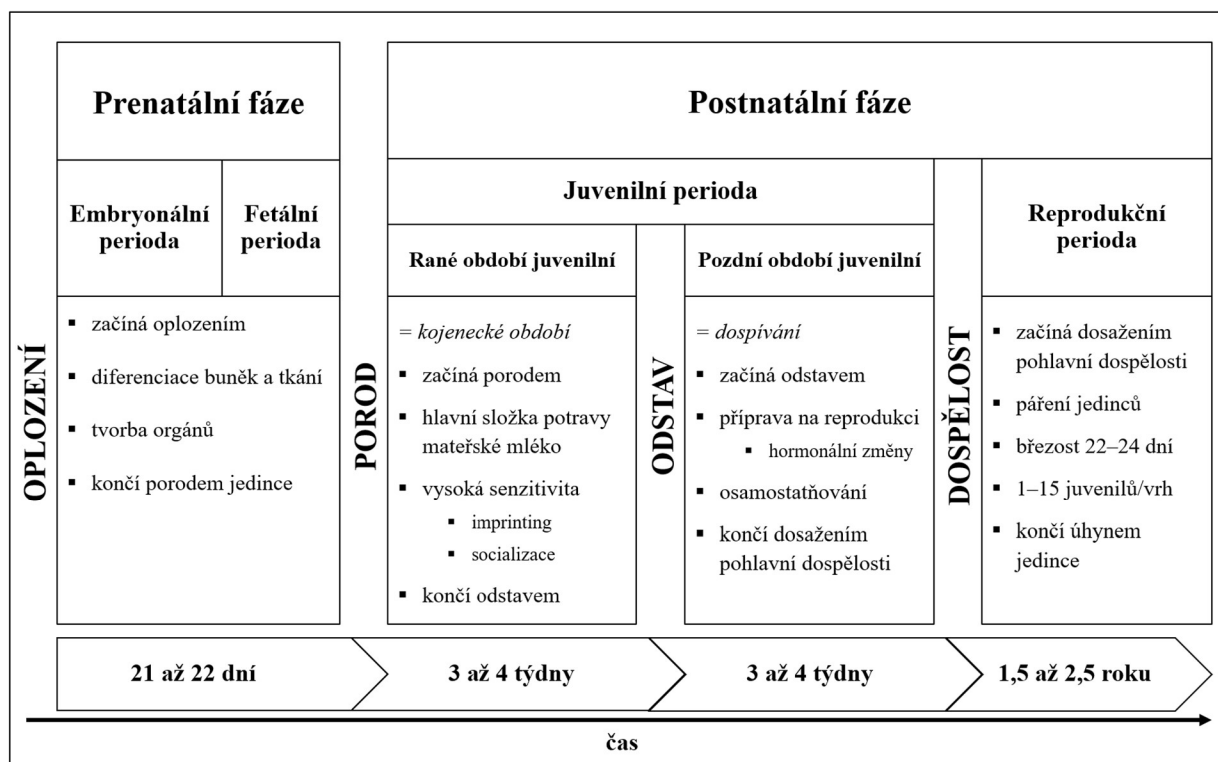 Prenatální fáze
Postnatální fáze
Embryonální
perioda
Fetální
perioda
Juvenilní perioda
Reprodukční
perioda
Rané období juvenilní
Pozdní období juvenilní
OPLOZENÍ
▪ začíná oplozením
▪ diferenciace buněk a tkání
▪ tvorba orgánů
▪ končí porodem jedince
POROD
= kojenecké období
▪ začíná porodem
▪ hlavní složka potravy
mateřské mléko
▪ vysoká senzitivita
▪ imprinting
▪ socializace
▪ končí odstavem
ODSTAV
= dospívání
▪ začíná odstavem
▪ příprava na reprodukci
▪ hormonální změny
▪ osamostatňování
▪ končí dosažením
pohlavní dospělosti
DOSPĚLOST
▪ začíná dosažením
pohlavní dospělosti
▪ páření jedinců
▪ březost 22–24 dní
▪ 1–15 juvenilů/vrh
▪ končí úhynem
jedince
21 až 22 dní
3 až 4 týdny
3 až 4 týdny
1,5 až 2,5 roku
čas